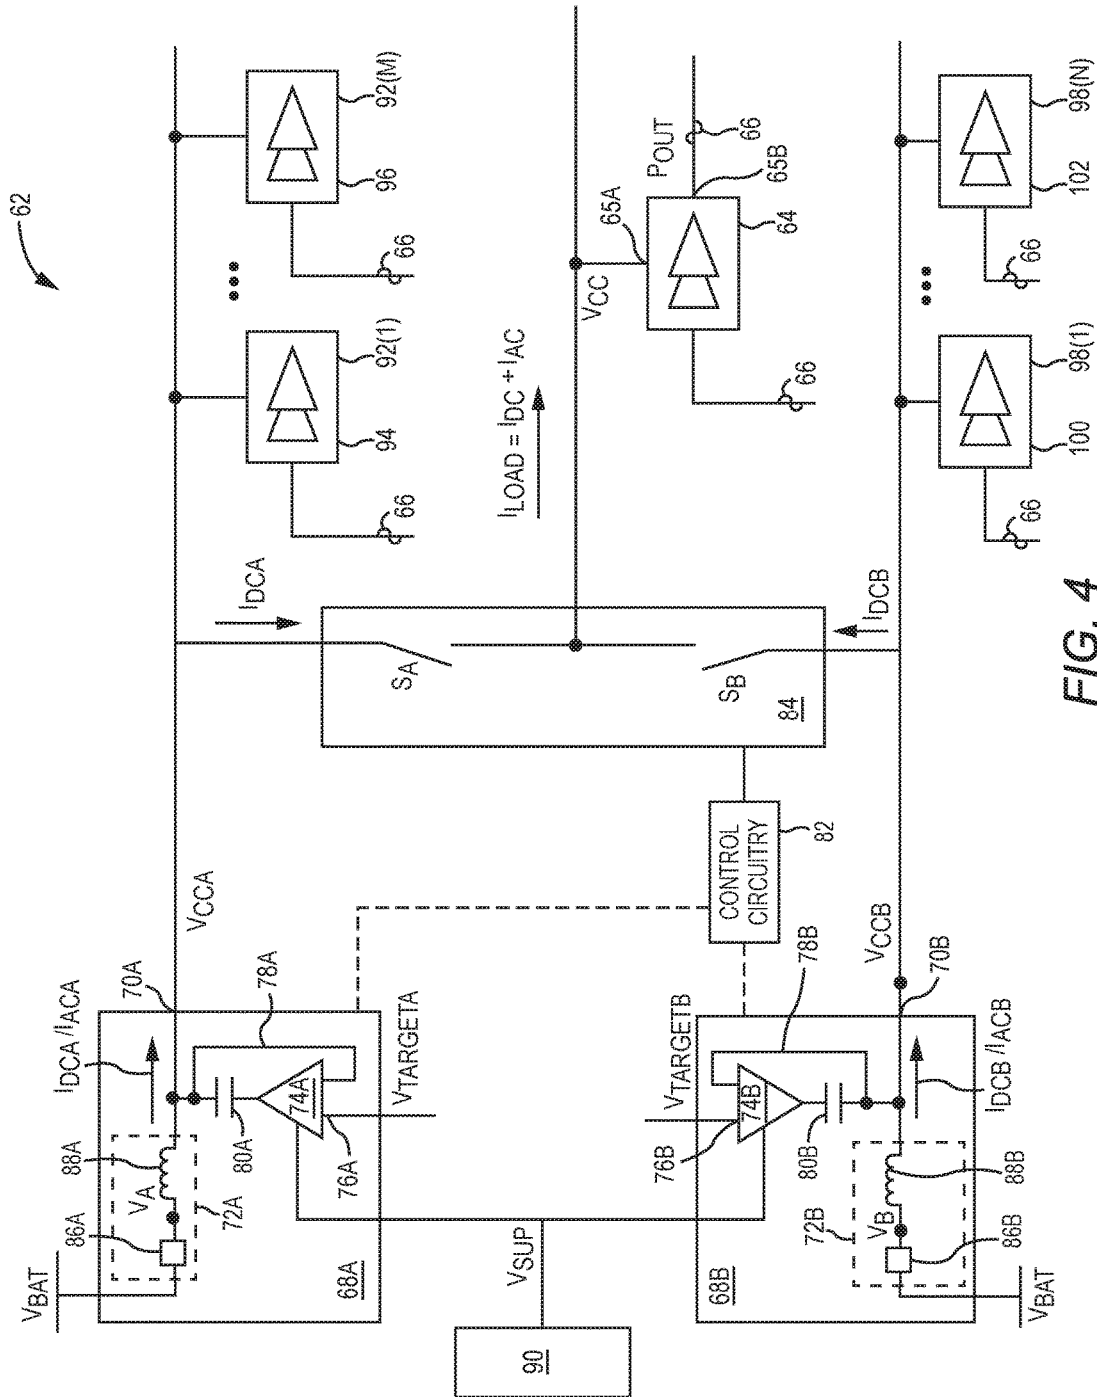 62
VBAT
86A
VA
88A
72A
IDCA/IACA
70A
VCCA
80A
78A
74A
76A
VTARGETA
68A
92(1)
94
66
92(M)
96
66
IDCA
SA
SB
84
IDCB
ILOAD = IDC + IAC
VCC
65A
POUT
66
65B
64
66
90
VSUP
CONTROL
CIRCUITRY
82
VTARGETB
76B
74B
78B
80B
68B
72B
VB
88B
86B
VBAT
IDCB/IACB
70B
VCCB
98(1)
100
66
98(N)
102
66
FIG. 4